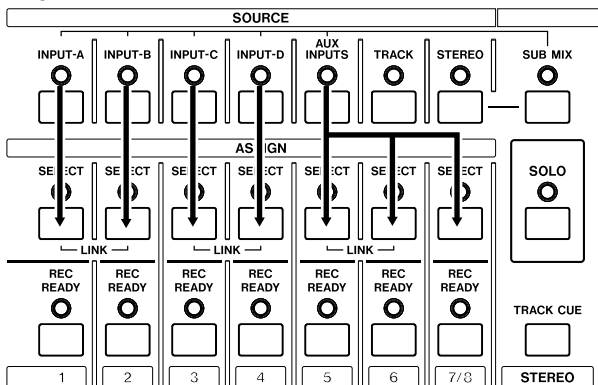 SOURCE
INPUT-A INPUT-B INPUT-C INPUT-D AUX INPUTS TRACK STEREO SUB MIX
ASSIGN
SELECT SELECT SELECT SELECT SELECT SELECT SELECT SOLO
LINK LINK LINK
REC READY REC READY REC READY REC READY REC READY REC READY REC READY TRACK CUE
1 2 3 4 5 6 7/8 STEREO